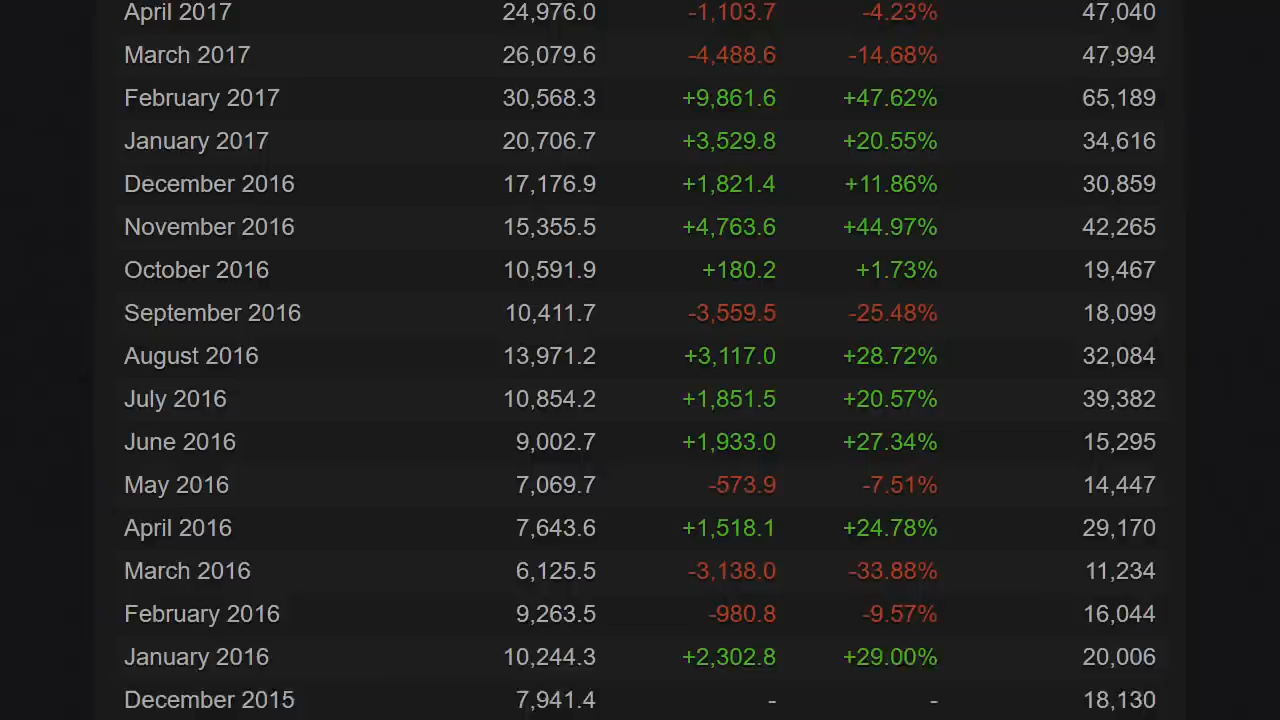 April 2017 24,976.0 -1,103.7 -4.23% 47,040
March 2017 26,079.6 -4,488.6 -14.68% 47,994
February 2017 30,568.3 +9,861.6 +47.62% 65,189
January 2017 20,706.7 +3,529.8 +20.55% 34,616
December 2016 17,176.9 +1,821.4 +11.86% 30,859
November 2016 15,355.5 +4,763.6 +44.97% 42,265
October 2016 10,591.9 +180.2 +1.73% 19,467
September 2016 10,411.7 -3,559.5 -25.48% 18,099
August 2016 13,971.2 +3,117.0 +28.72% 32,084
July 2016 10,854.2 +1,851.5 +20.57% 39,382
June 2016 9,002.7 +1,933.0 +27.34% 15,295
May 2016 7,069.7 -573.9 -7.51% 14,447
April 2016 7,643.6 +1,518.1 +24.78% 29,170
March 2016 6,125.5 -3,138.0 -33.88% 11,234
February 2016 9,263.5 -980.8 -9.57% 16,044
January 2016 10,244.3 +2,302.8 +29.00% 20,006
December 2015 7,941.4 - - 18,130